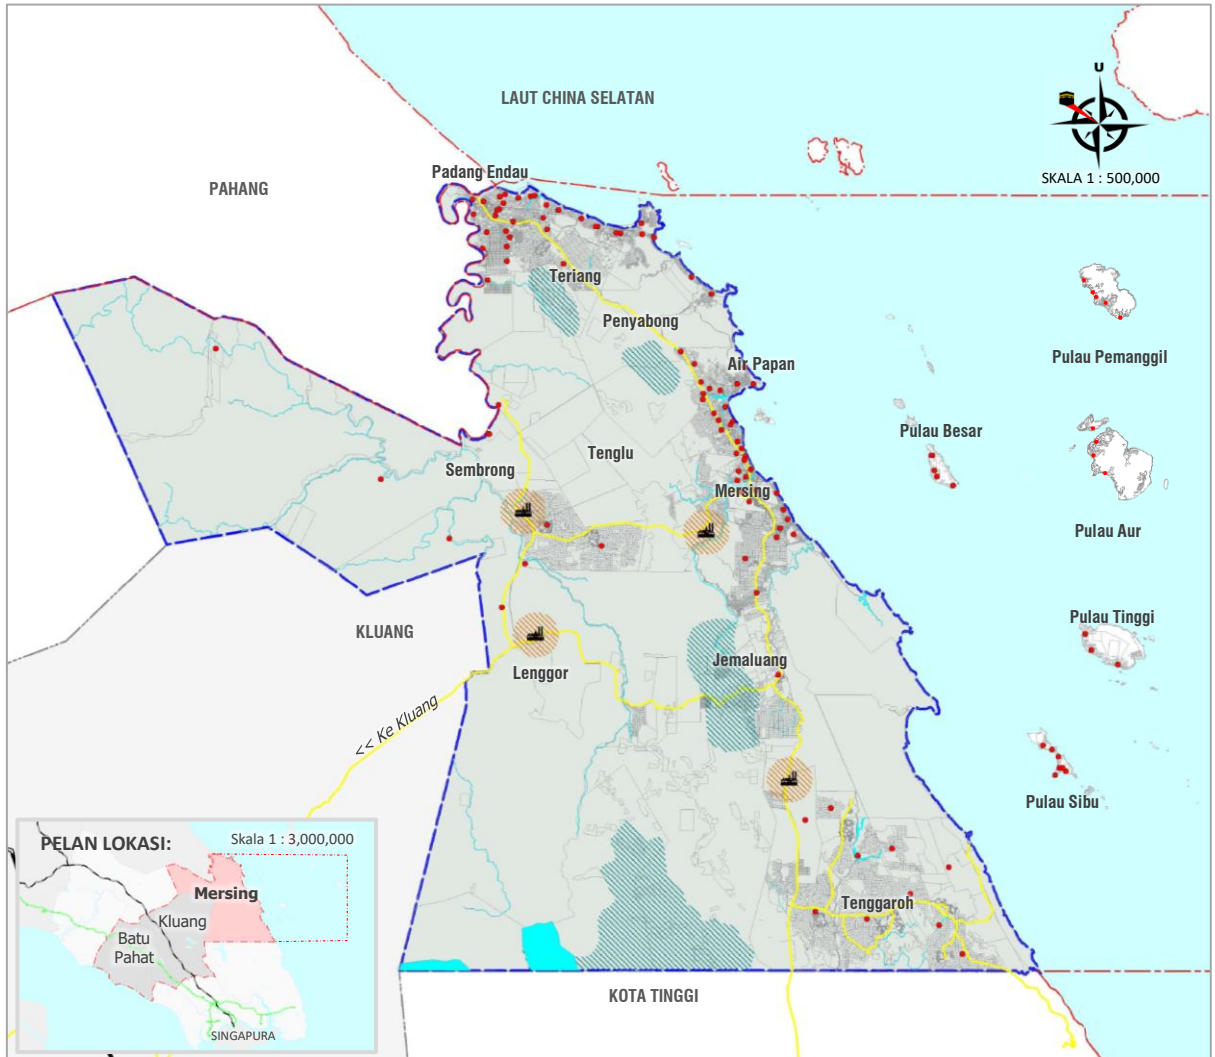 U
LAUT CHINA SELATAN
SKALA 1 : 500,000
Padang Endau
PAHANG
Teriang
Penyabong
Pulau Pemanggil
Air Papan
Pulau Besar
Tenglu
Sembrong
Mersing
Pulau Aur
KLUANG
Pulau Tinggi
Jemaluang
Lenggor
<< Ke Kluang
Pulau Sibu
PELAN LOKASI:
Skala 1 : 3,000,000
Mersing
Kluang
Batu
Pahat
SINGAPURA
Tenggaroh
KOTA TINGGI